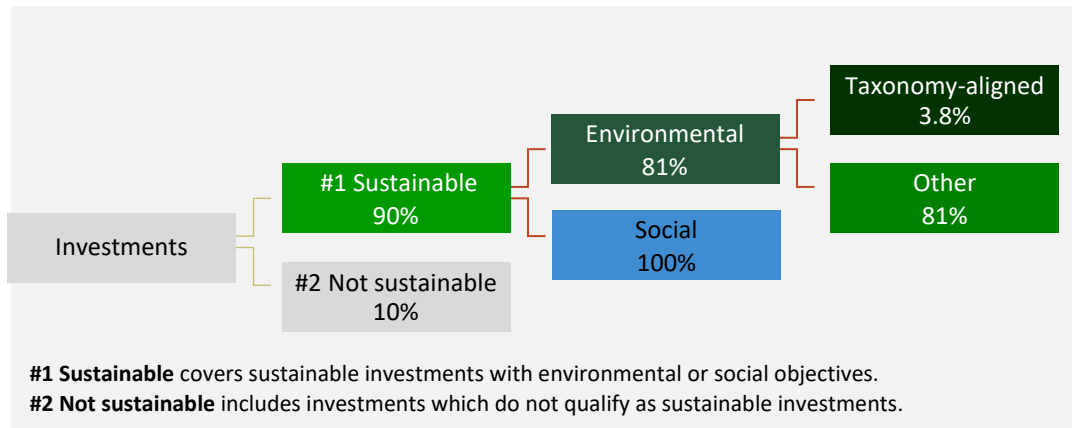 Taxonomy-aligned
3.8%
Environmental
81%
#1 Sustainable
90%
Other
81%
Social
100%
Investments
#2 Not sustainable
10%
#1 Sustainable covers sustainable investments with environmental or social objectives.
#2 Not sustainable includes investments which do not qualify as sustainable investments.